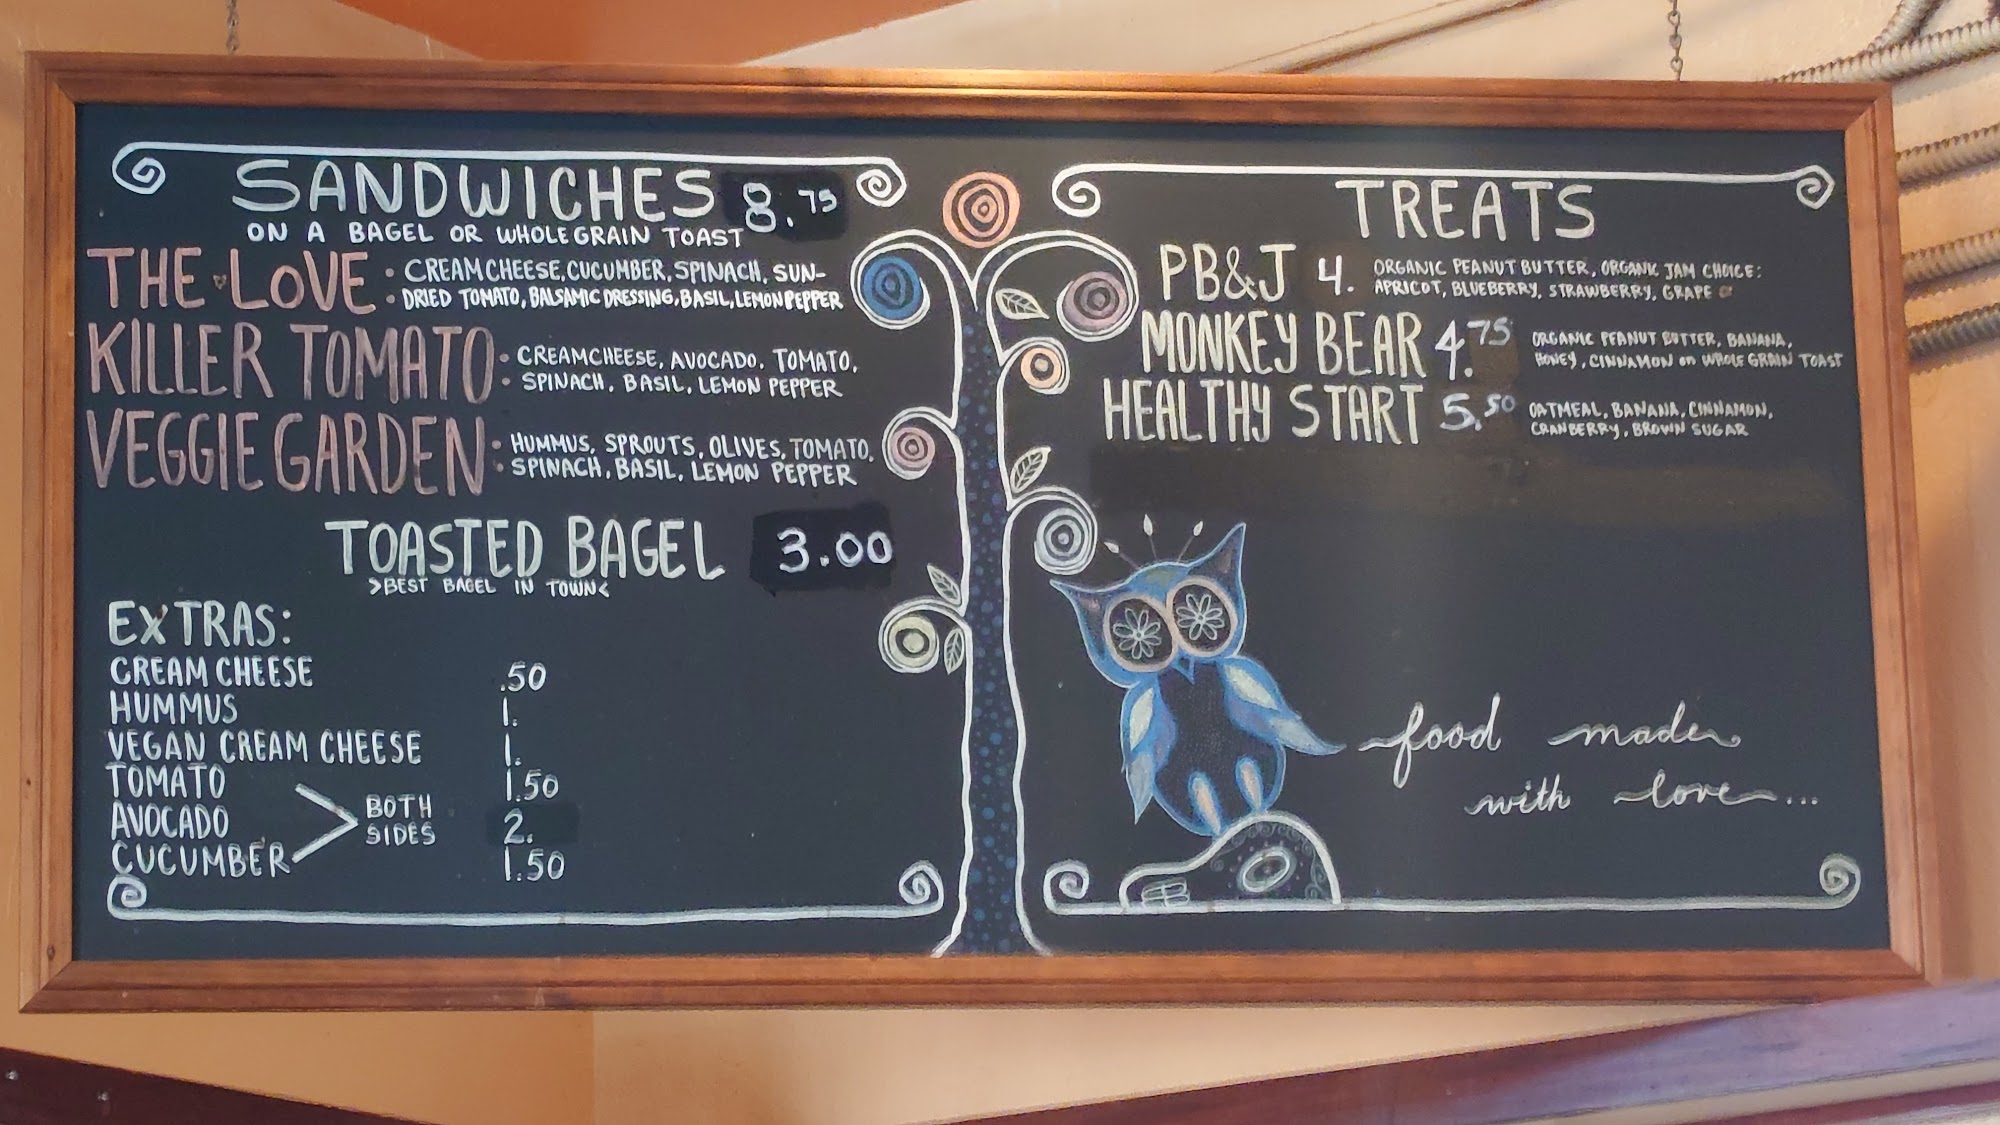 SANDWICHES 8.75
ON A BAGEL OR WHOLEGRAIN TOAST
THE LOVE : CREAMCHEESE, CUCUMBER, SPINACH, SUN-
DRIED TOMATO, BALSAMIC DRESSING, BASIL, LEMON PEPPER
KILLER TOMATO : CREAMCHEESE, AVOCADO, TOMATO,
SPINACH, BASIL, LEMON PEPPER
VEGGIE GARDEN : HUMMUS, SPROUTS, OLIVES, TOMATO,
SPINACH, BASIL, LEMON PEPPER
TOASTED BAGEL 3.00
>BEST BAGEL IN TOWN<
EXTRAS:
CREAM CHEESE .50
HUMMUS 1.
VEGAN CREAM CHEESE 1.
TOMATO 1.50
AVOCADO 2.
CUCUMBER 1.50
> BOTH
SIDES
TREATS
PB&J 4. ORGANIC PEANUT BUTTER, ORGANIC JAM CHOICE:
APRICOT, BLUEBERRY, STRAWBERRY, GRAPE
MONKEY BEAR 4.75 ORGANIC PEANUT BUTTER, BANANA,
HONEY, CINNAMON on WHOLE GRAIN TOAST
HEALTHY START 5.50 OATMEAL, BANANA, CINNAMON,
CRANBERRY, BROWN SUGAR
food made
with love...